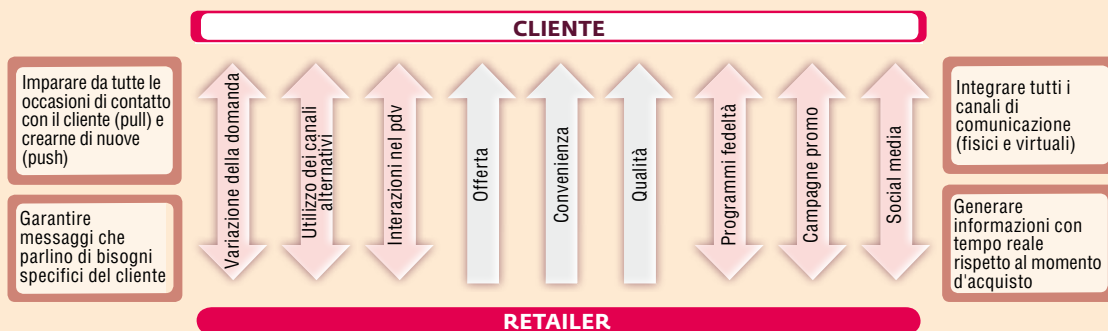 CLIENTE
Imparare da tutte le
occasioni di contatto
con il cliente (pull) e
crearne di nuove
(push)
Garantire
messaggi che
parlino di bisogni
specifici del cliente
Variazione della domanda
Utilizzo dei canali
alternativi
Interazioni nel pdv
Offerta
Convenienza
Qualità
Programmi fedeltà
Campagne promo
Social media
Integrare tutti i
canali di
comunicazione
(fisici e virtuali)
Generare
informazioni con
tempo reale
rispetto al momento
d'acquisto
RETAILER